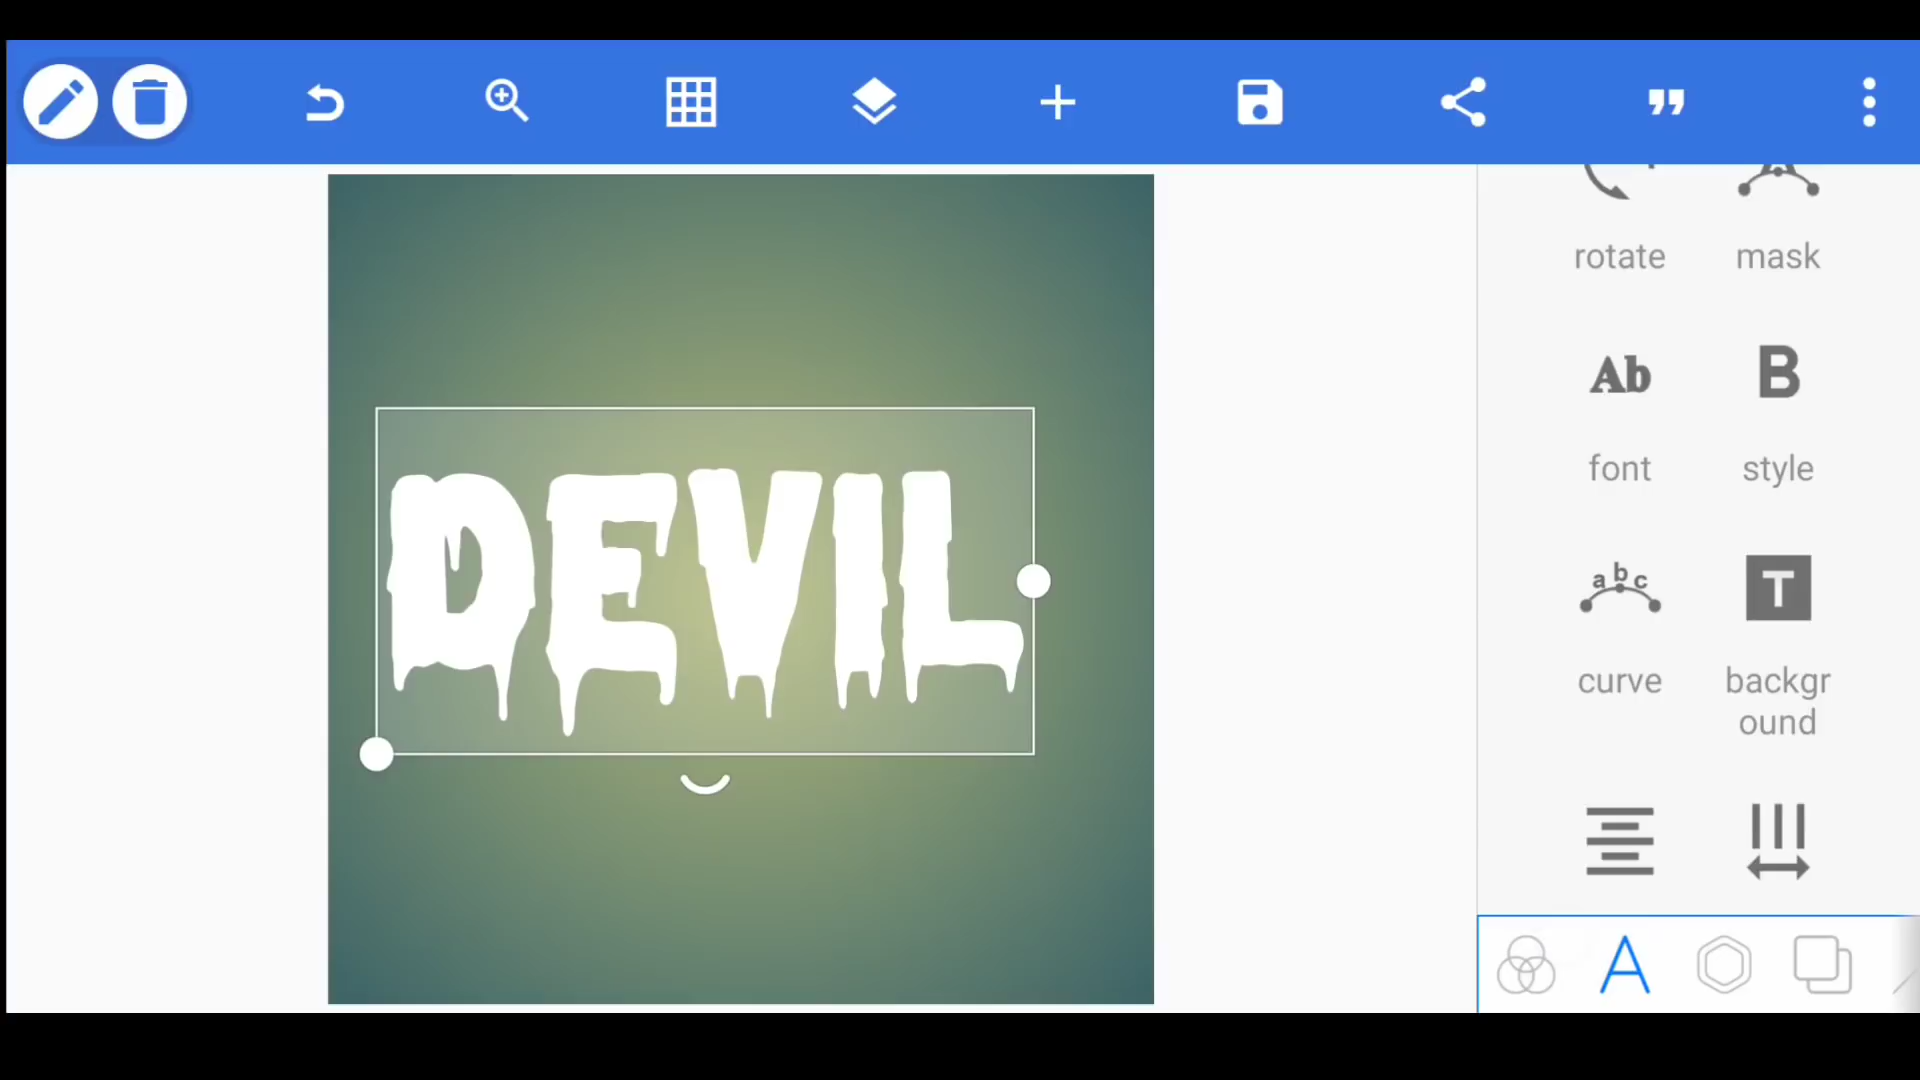 rotate mask
Ab B
font style
abc T
curve backgr
ound
DEVIL